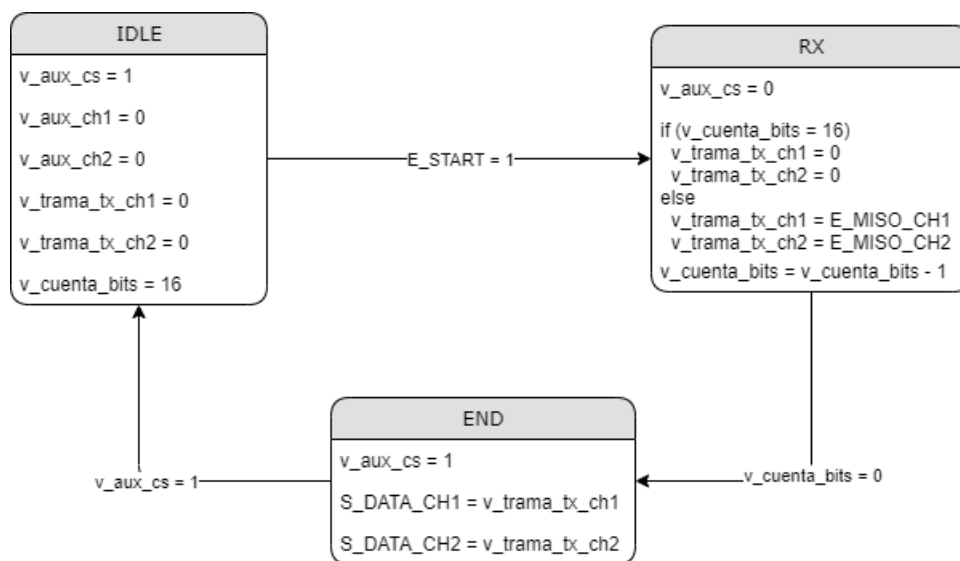 IDLE
v_aux_cs = 1
v_aux_ch1 = 0
v_aux_ch2 = 0
v_trama_tx_ch1 = 0
v_trama_tx_ch2 = 0
v_cuenta_bits = 16
E_START = 1
RX
v_aux_cs = 0
if (v_cuenta_bits = 16)
v_trama_tx_ch1 = 0
v_trama_tx_ch2 = 0
else
v_trama_tx_ch1 = E_MISO_CH1
v_trama_tx_ch2 = E_MISO_CH2
v_cuenta_bits = v_cuenta_bits - 1
v_cuenta_bits = 0
END
v_aux_cs = 1
S_DATA_CH1 = v_trama_tx_ch1
S_DATA_CH2 = v_trama_tx_ch2
v_aux_cs = 1